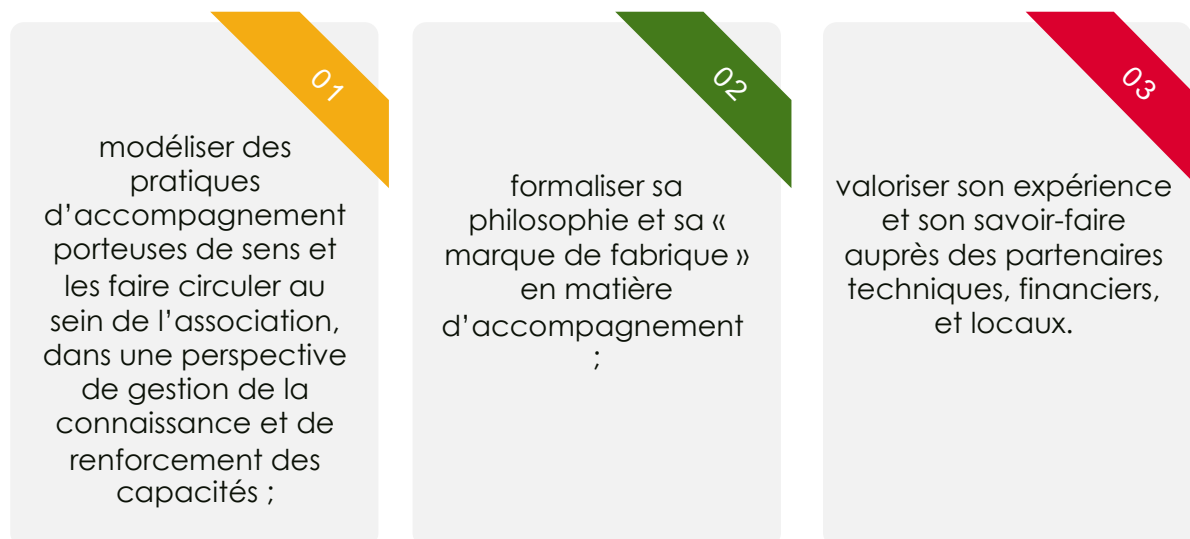 01
modéliser des
pratiques
d’accompagnement
porteuses de sens et
les faire circuler au
sein de l’association,
dans une perspective
de gestion de la
connaissance et de
renforcement des
capacités ;
02
formaliser sa
philosophie et sa «
marque de fabrique »
en matière
d’accompagnement
;
03
valoriser son expérience
et son savoir-faire
auprès des partenaires
techniques, financiers,
et locaux.